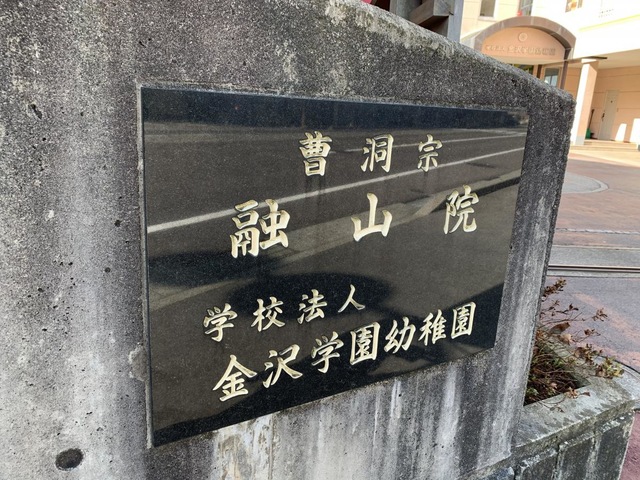 曹洞宗
融山院
学校法人
金沢学園幼稚園